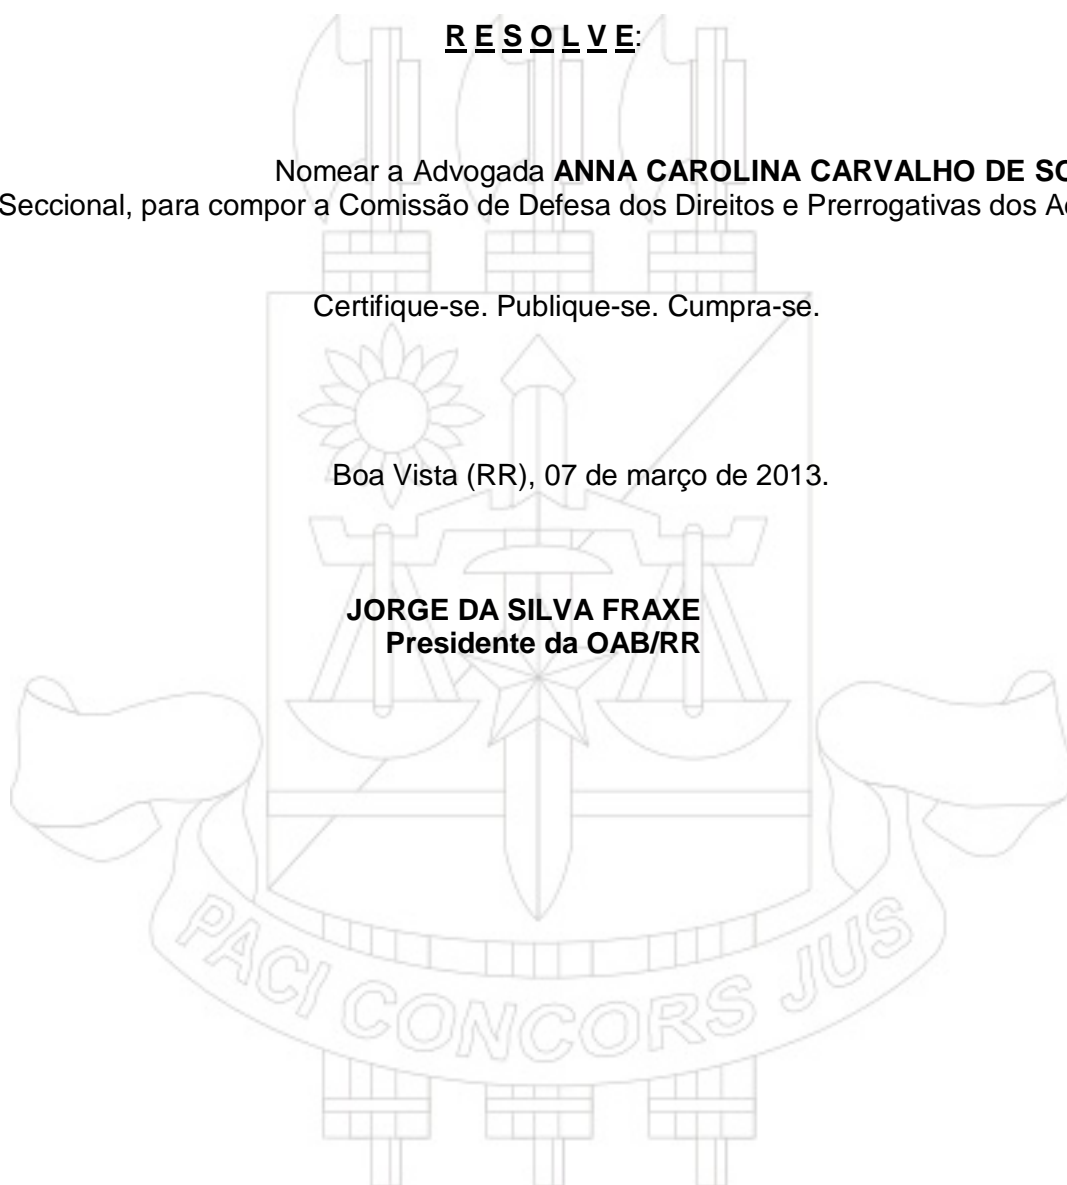 R E S O L V E:
Nomear a Advogada ANNA CAROLINA CARVALHO DE
Seccional, para compor a Comissão de Defesa dos Direitos e Prerrogativas dos
Certifique-se. Publique-se. Cumpra-se.
Boa Vista (RR), 07 de março de 2013.
JORGE DA SILVA FRAXE
Presidente da OAB/RR
PACI CONCORS JUS